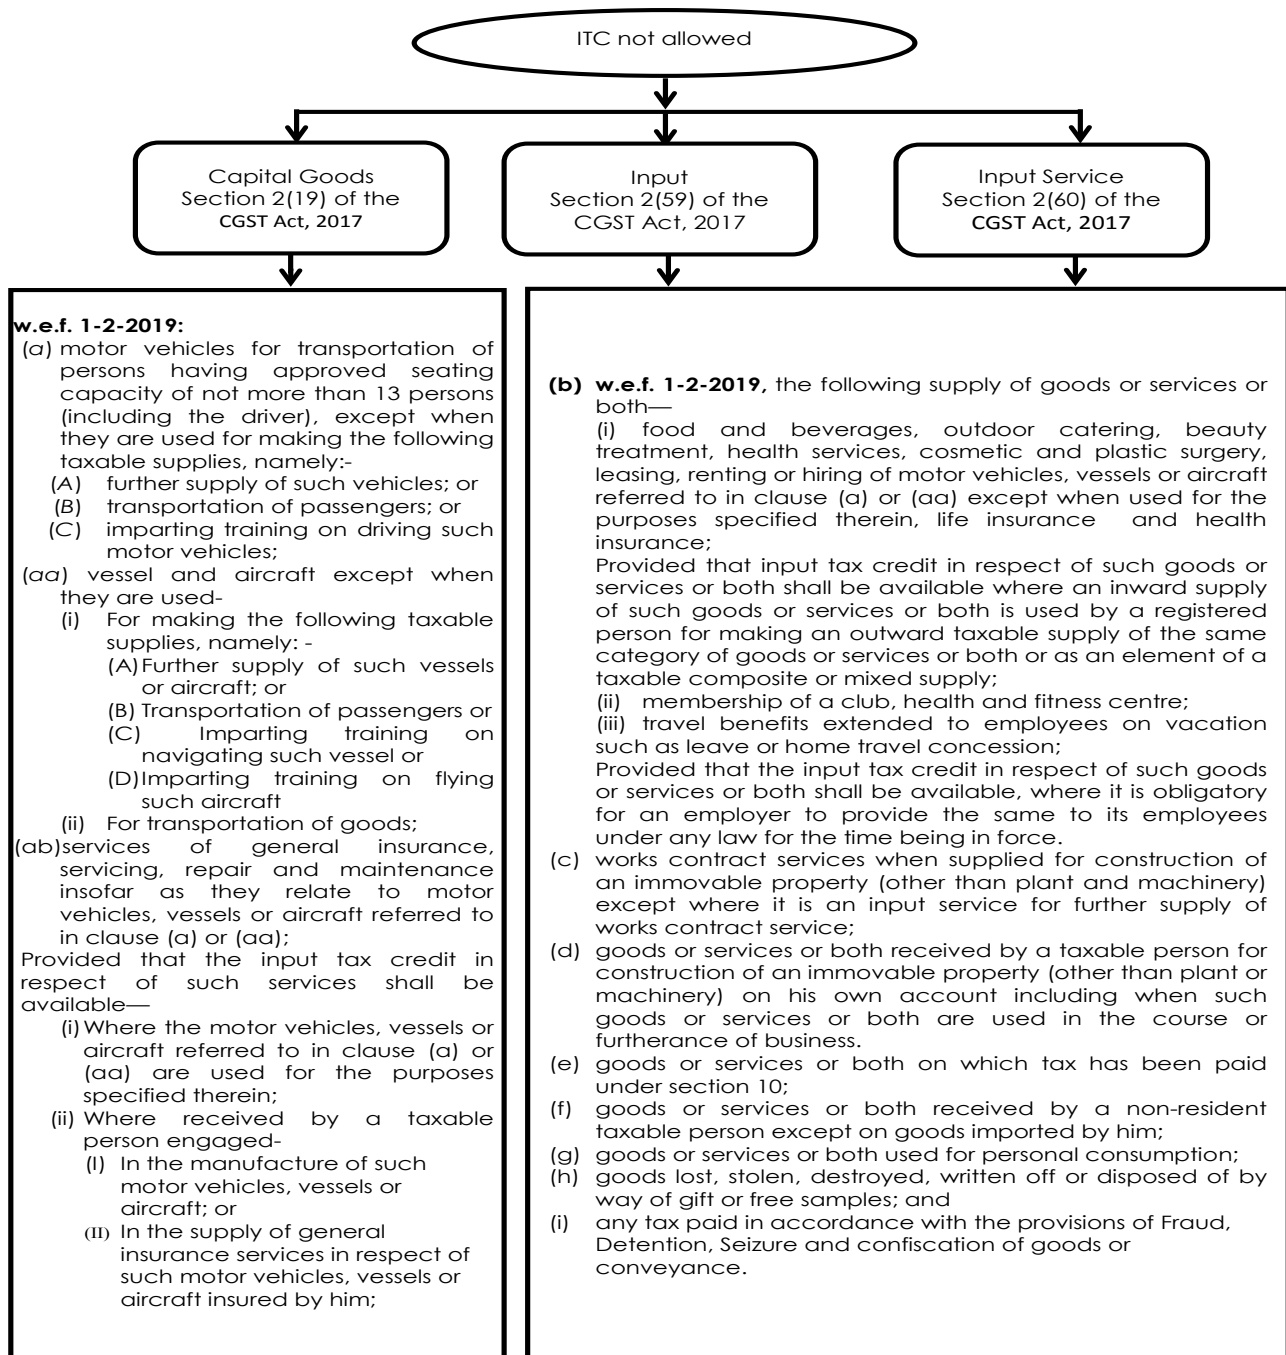 ITC not allowed
Capital Goods
Section 2(19) of the
CGST Act, 2017
Input
Section 2(59) of the
CGST Act, 2017
Input Service
Section 2(60) of the
CGST Act, 2017
w.e.f. 1-2-2019:
(a) motor vehicles for transportation of
persons having approved seating
capacity of not more than 13 persons
(including the driver), except when
they are used for making the following
taxable supplies, namely:-
(A) further supply of such vehicles; or
(B) transportation of passengers; or
(C) imparting training on driving such
motor vehicles;
(aa) vessel and aircraft except when
they are used-
(i) For making the following taxable
supplies, namely: -
(A) Further supply of such vessels
or aircraft; or
(B) Transportation of passengers or
(C) Imparting training on
navigating such vessel or
(D) Imparting training on flying
such aircraft
(ii) For transportation of goods;
(ab) services of general insurance,
servicing, repair and maintenance
insofar as they relate to motor
vehicles, vessels or aircraft referred to
in clause (a) or (aa);
Provided that the input tax credit in
respect of such services shall be
available—
(i) Where the motor vehicles, vessels or
aircraft referred to in clause (a) or
(aa) are used for the purposes
specified therein;
(ii) Where received by a taxable
person engaged-
(I) In the manufacture of such
motor vehicles, vessels or
aircraft; or
(II) In the supply of general
insurance services in respect of
such motor vehicles, vessels or
aircraft insured by him;
(b) w.e.f. 1-2-2019, the following supply of goods or services or
both—
(i) food and beverages, outdoor catering, beauty
treatment, health services, cosmetic and plastic surgery,
leasing, renting or hiring of motor vehicles, vessels or aircraft
referred to in clause (a) or (aa) except when used for the
purposes specified therein, life insurance and health
insurance;
Provided that input tax credit in respect of such goods or
services or both shall be available where an inward supply
of such goods or services or both is used by a registered
person for making an outward taxable supply of the same
category of goods or services or both or as an element of a
taxable composite or mixed supply;
(ii) membership of a club, health and fitness centre;
(iii) travel benefits extended to employees on vacation
such as leave or home travel concession;
Provided that the input tax credit in respect of such goods
or services or both shall be available, where it is obligatory
for an employer to provide the same to its employees
under any law for the time being in force.
(c) works contract services when supplied for construction of
an immovable property (other than plant and machinery)
except where it is an input service for further supply of
works contract service;
(d) goods or services or both received by a taxable person for
construction of an immovable property (other than plant or
machinery) on his own account including when such
goods or services or both are used in the course or
furtherance of business.
(e) goods or services or both on which tax has been paid
under section 10;
(f) goods or services or both received by a non-resident
taxable person except on goods imported by him;
(g) goods or services or both used for personal consumption;
(h) goods lost, stolen, destroyed, written off or disposed of by
way of gift or free samples; and
(i) any tax paid in accordance with the provisions of Fraud,
Detention, Seizure and confiscation of goods or
conveyance.